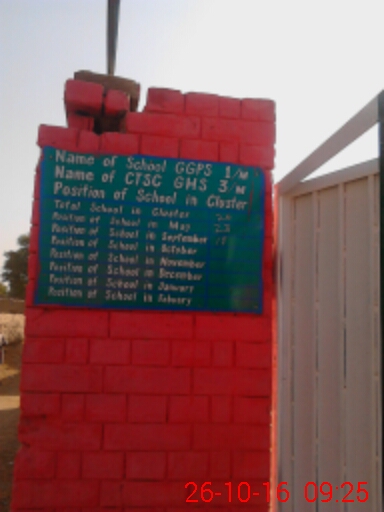 Name of School GGPS 1/W
Name of CTSC GHS 3/W
Position of School in Cluster
Total School in Cluster
Position of School in May 23
Position of School in September
Position of School in October
Position of School in November
Position of School in December
Position of School in January
Position of School in February
26-10-16 09:25